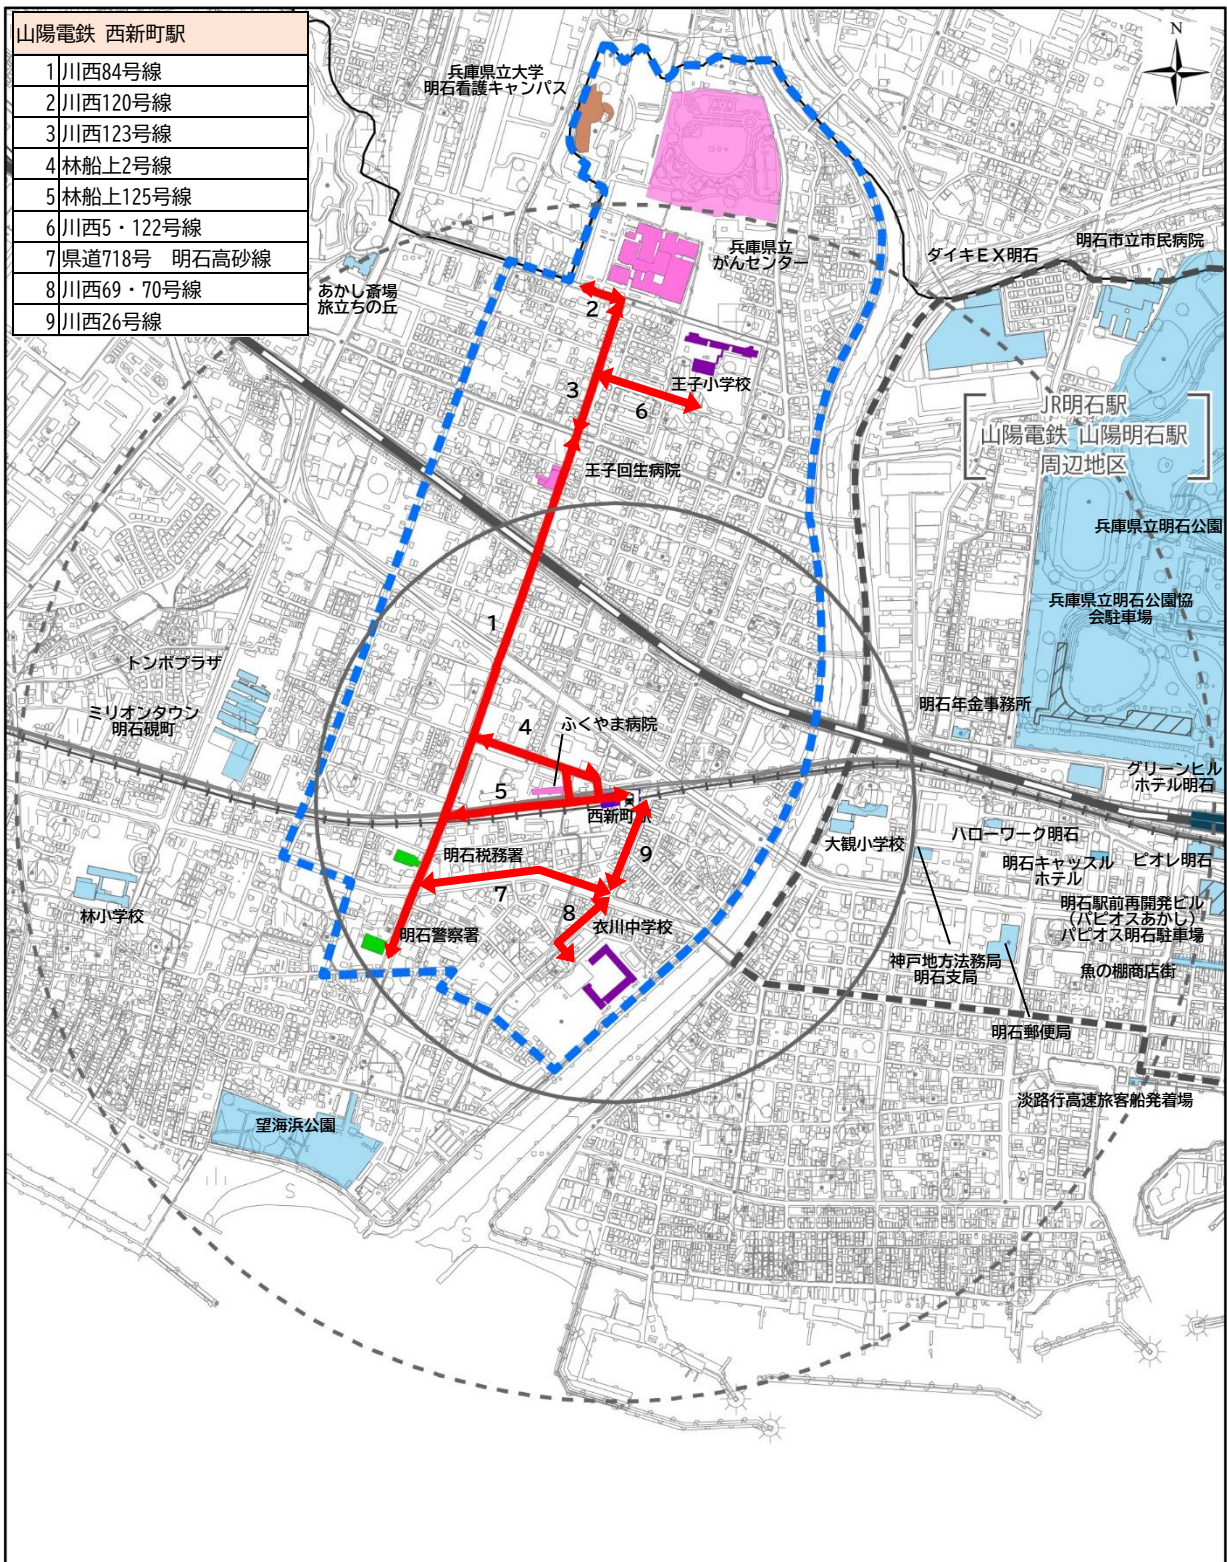 山陽電鉄 西新町駅
1 川西84号線
2 川西120号線
3 川西123号線
4 林船上2号線
5 林船上125号線
6 川西5・122号線
7 県道718号 明石高砂線
8 川西69・70号線
9 川西26号線
N
兵庫県立大学
明石看護キャンパス
兵庫県立
がんセンター
ダイキEX明石
明石市立市民病院
あかし斎場
旅立ちの丘
2
3
王子小学校
6
JR明石駅
山陽電鉄 山陽明石駅
周辺地区
王子回生病院
兵庫県立明石公園
兵庫県立明石公園協
会駐車場
1
トンボプラザ
ミリオンタウン
明石硯町
4
ふくやま病院
明石年金事務所
グリーンヒル
ホテル明石
5
西新町駅
大観小学校
ハローワーク明石
明石キャッスル
ホテル
ピオレ明石
明石税務署
9
7
林小学校
8
衣川中学校
明石警察署
明石駅前再開発ビル
（パピオスあかし）
パピオス明石駐車場
神戸地方法務局
明石支局
魚の棚商店街
明石郵便局
淡路行高速旅客船発着場
望海浜公園
S
S
S